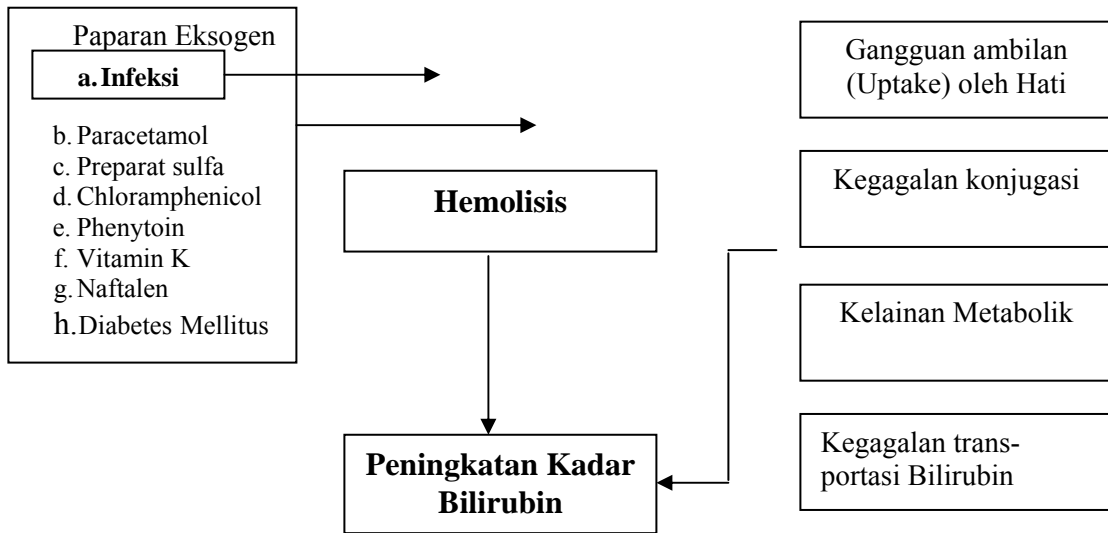 Paparan Eksogen
a. Infeksi
b. Paracetamol
c. Preparat sulfa
d. Chloramphenicol
e. Phenytoin
f. Vitamin K
g. Naftalen
h. Diabetes Mellitus
Hemolisis
Peningkatan Kadar
Bilirubin
Gangguan ambilan
(Uptake) oleh Hati
Kegagalan konjugasi
Kelainan Metabolik
Kegagalan trans-
portasi Bilirubin